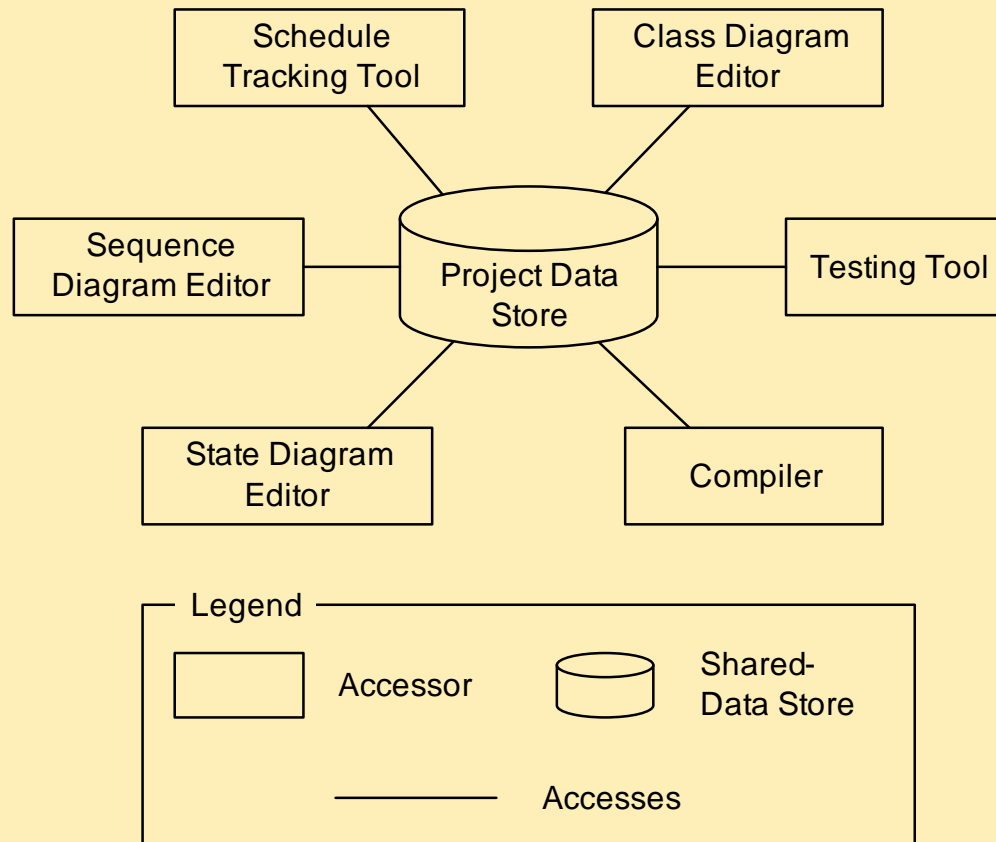 Schedule
Tracking Tool
Class Diagram
Editor
Sequence
Diagram Editor
Project Data
Store
Testing Tool
State Diagram
Editor
Compiler
Legend
Accessor
Shared-
Data Store
Accesses